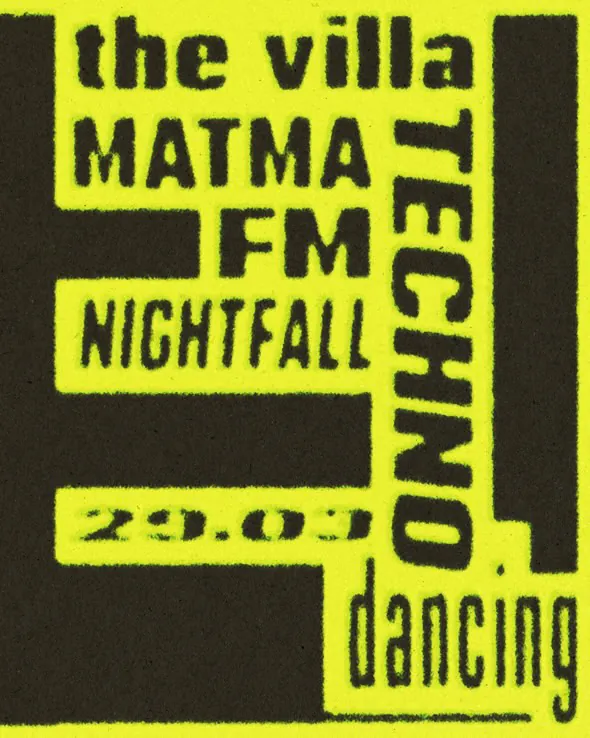 the villa
MATMA
FM
NIGHTFALL
TECHNO
29.03
dancing